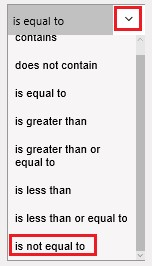 is equal to
contains
does not contain
is equal to
is greater than
is greater than or
equal to
is less than
is less than or equal to
is not equal to